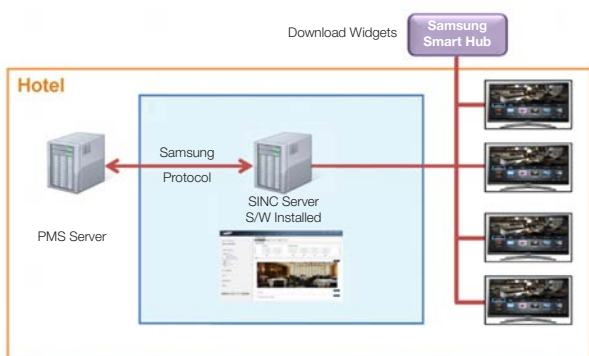 Download Widgets
Samsung
Smart Hub
Hotel
Samsung
Protocol
SINC Server
S/W Installed
PMS Server